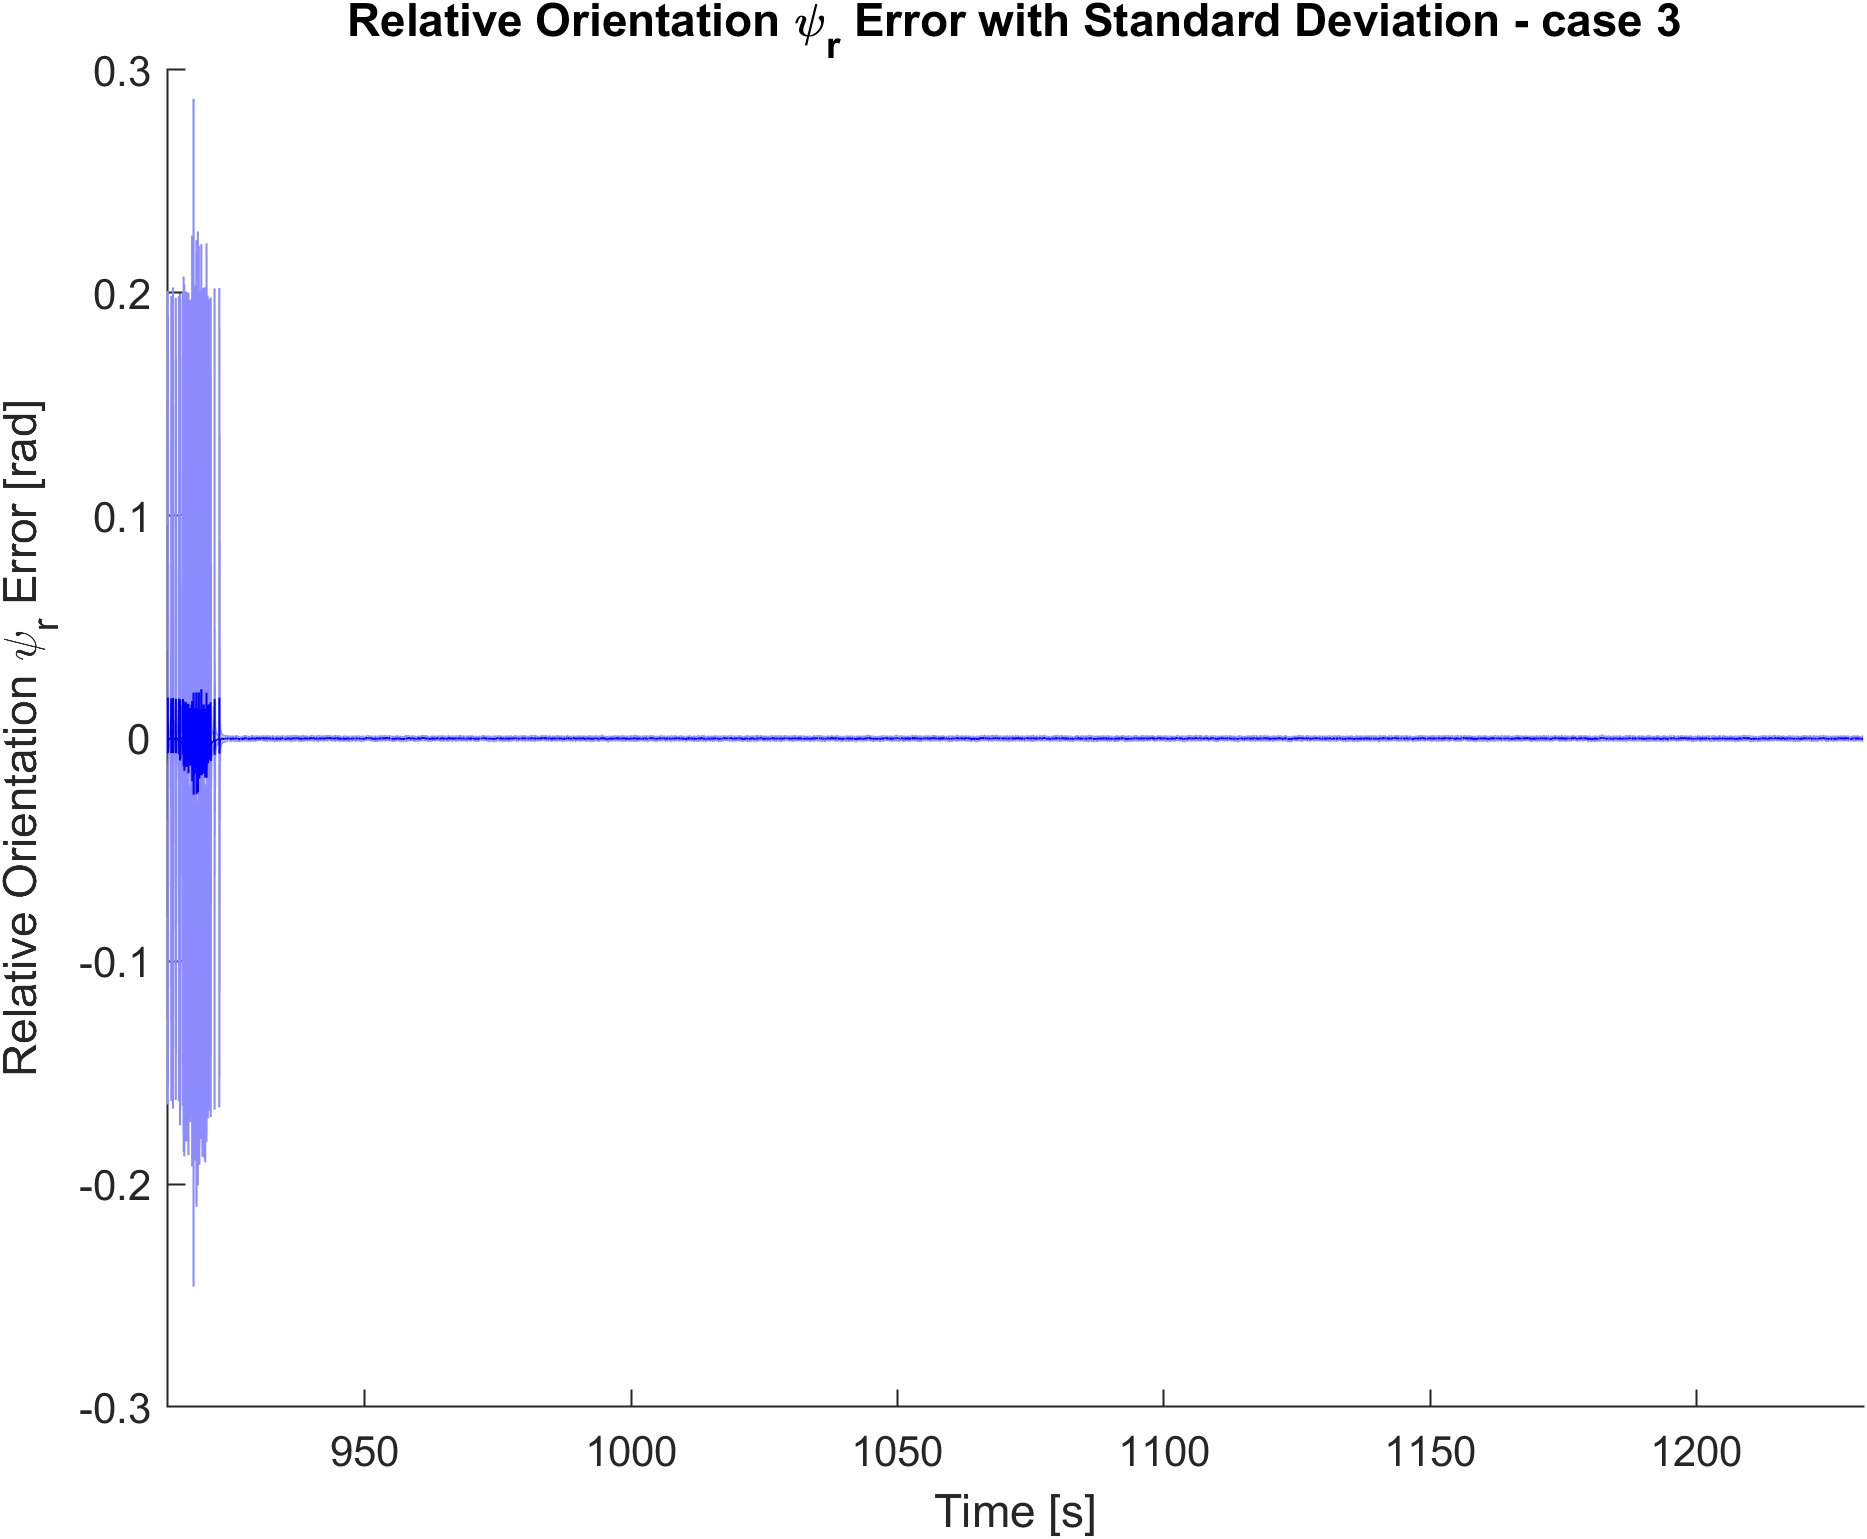 Relative Orientation ψr Error with Standard Deviation - case 3
0.3
0.2
0.1
0
-0.1
-0.2
-0.3
Relative Orientation ψr Error [rad]
950 1000 1050 1100 1150 1200
Time [s]